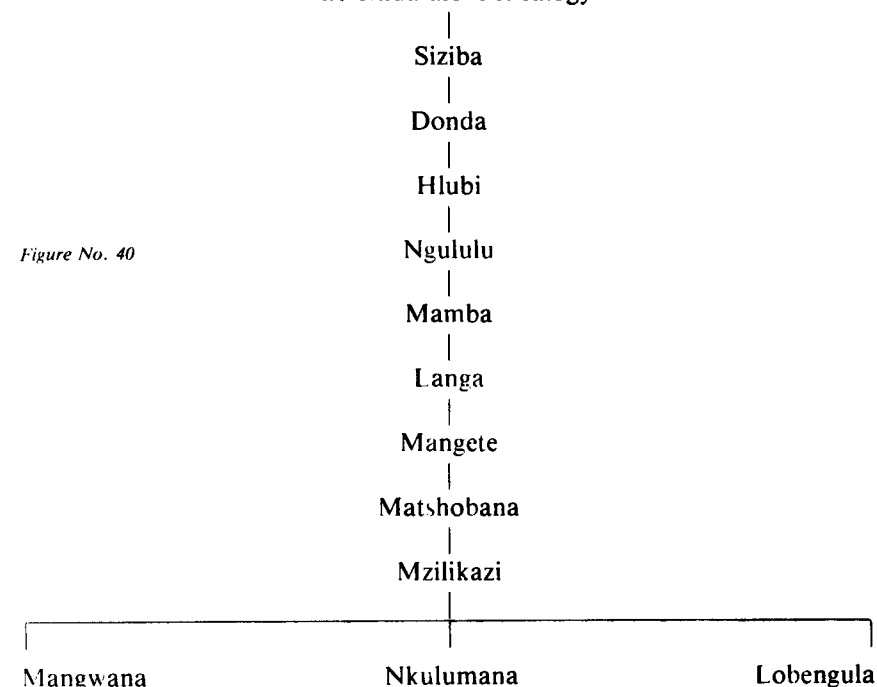 Siziba
Donda
Hlubi
Figure No. 40
Ngululu
Mamba
Langa
Mangete
Matshobana
Mzilikazi
Mangwana Nkulumana Lobengula